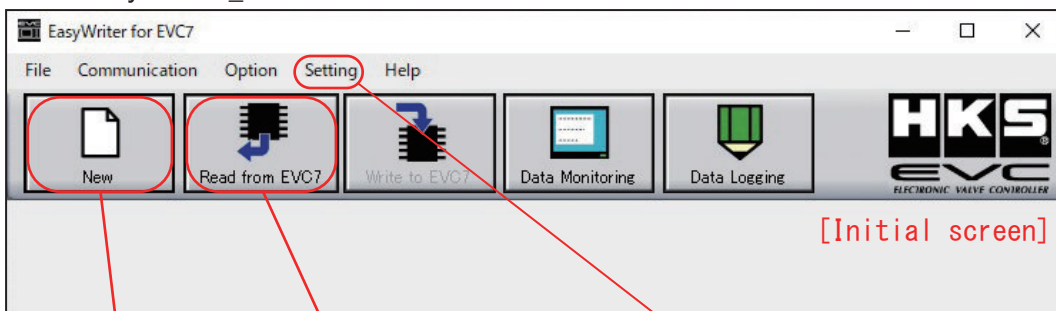 EasyWriter for EVC7
File Communication Option Setting Help
New Read from EVC7 Write to EVC7 Data Monitoring Data Logging
HKS
EVC
ELECTRONIC VALVE CONTROLLER
[Initial screen]